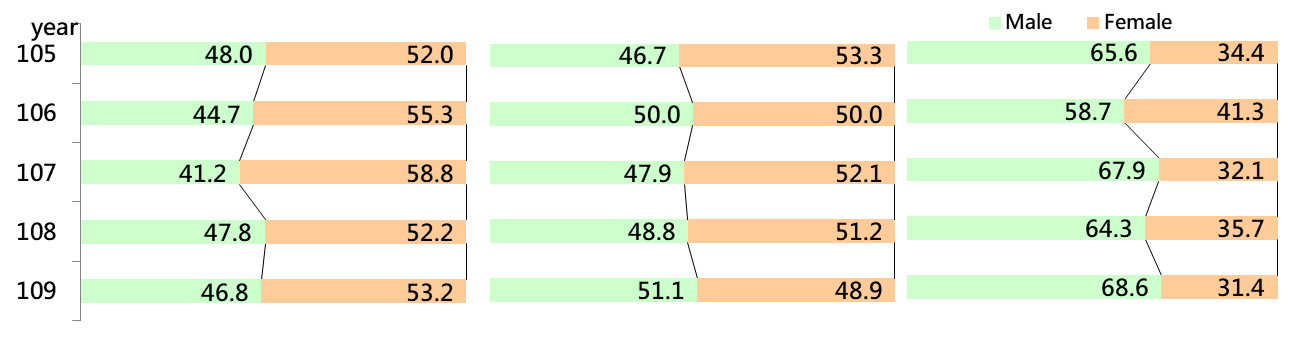 Male Female
year
105 48.0 52.0 46.7 53.3 65.6 34.4
106 44.7 55.3 50.0 50.0 58.7 41.3
107 41.2 58.8 47.9 52.1 67.9 32.1
108 47.8 52.2 48.8 51.2 64.3 35.7
109 46.8 53.2 51.1 48.9 68.6 31.4